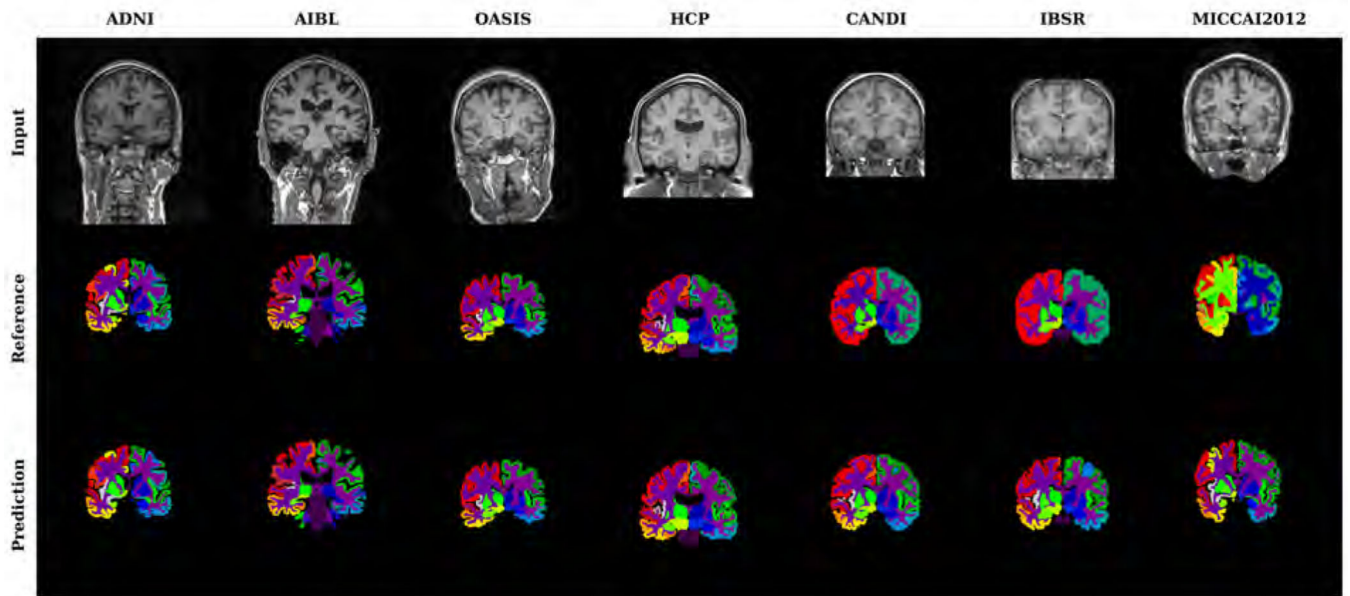 ADNI AIBL OASIS HCP CANDI IBSR MICCAI2012
Input
Reference
Prediction